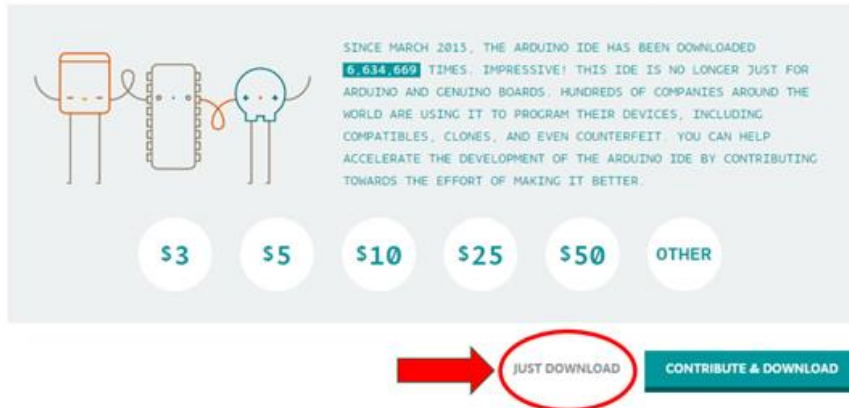 SINCE MARCH 2015, THE ARDUINO IDE HAS BEEN DOWNLOADED
6,634,669 TIMES. IMPRESSIVE! THIS IDE IS NO LONGER JUST FOR
ARDUINO AND GENUINO BOARDS. HUNDREDS OF COMPANIES AROUND THE
WORLD ARE USING IT TO PROGRAM THEIR DEVICES, INCLUDING
COMPATIBLES, CLONES, AND EVEN COUNTERFEIT. YOU CAN HELP
ACCELERATE THE DEVELOPMENT OF THE ARDUINO IDE BY CONTRIBUTING
TOWARDS THE EFFORT OF MAKING IT BETTER.
$3 $5 $10 $25 $50 OTHER
JUST DOWNLOAD CONTRIBUTE & DOWNLOAD